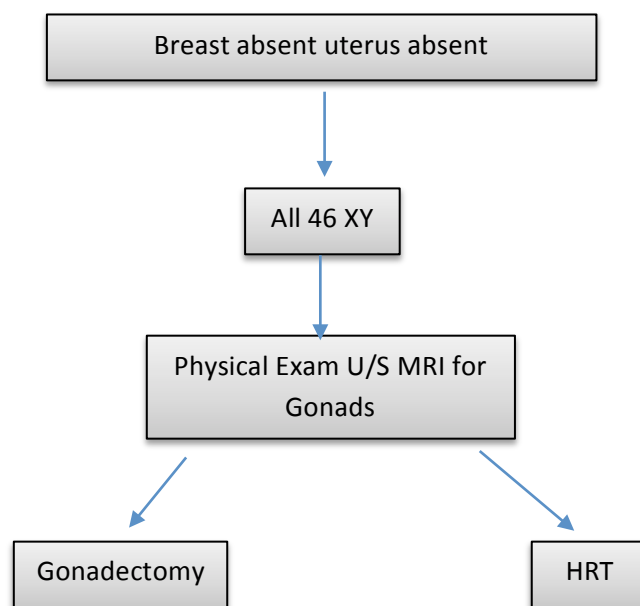 Breast absent uterus absent
All 46 XY
Physical Exam U/S MRI for
Gonads
Gonadectomy
HRT